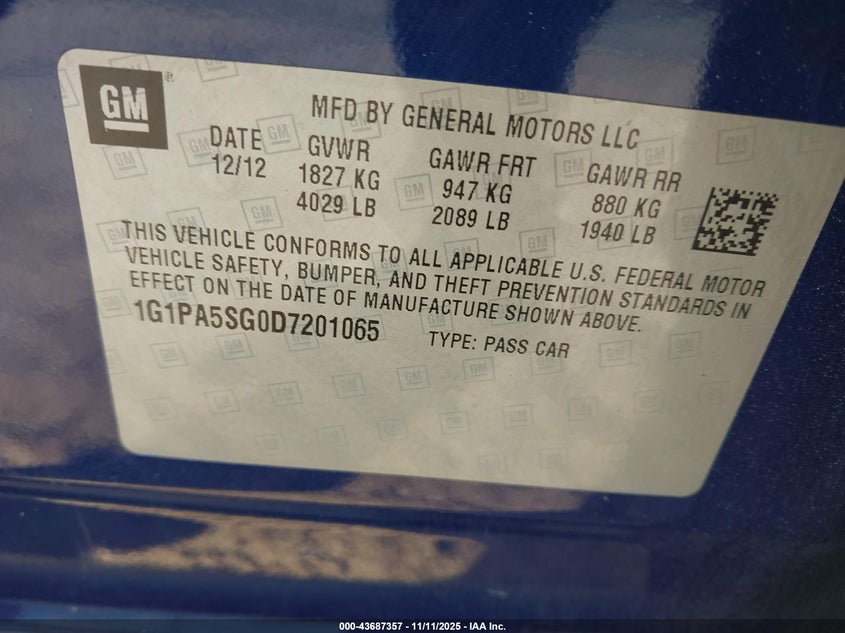 GM
MFD BY GENERAL MOTORS LLC
DATE GVWR GAWR FRT GAWR RR
12/12 1827 KG 947 KG 880 KG
4029 LB 2089 LB 1940 LB
THIS VEHICLE CONFORMS TO ALL APPLICABLE U.S. FEDERAL MOTOR
VEHICLE SAFETY, BUMPER, AND THEFT PREVENTION STANDARDS IN
EFFECT ON THE DATE OF MANUFACTURE SHOWN ABOVE.
1G1PA5SG0D7201065 TYPE: PASS CAR
000-43687357 - 11/11/2025 - IAA Inc.